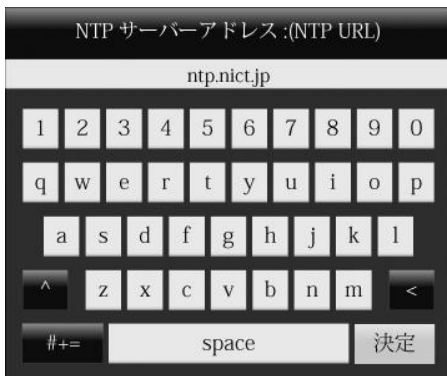 NTP サーバーアドレス :(NTP URL)
ntp.nict.jp
1 2 3 4 5 6 7 8 9 0
q w e r t y u i o p
a s d f g h j k l
^ z x c v b n m <
#+= space 決定